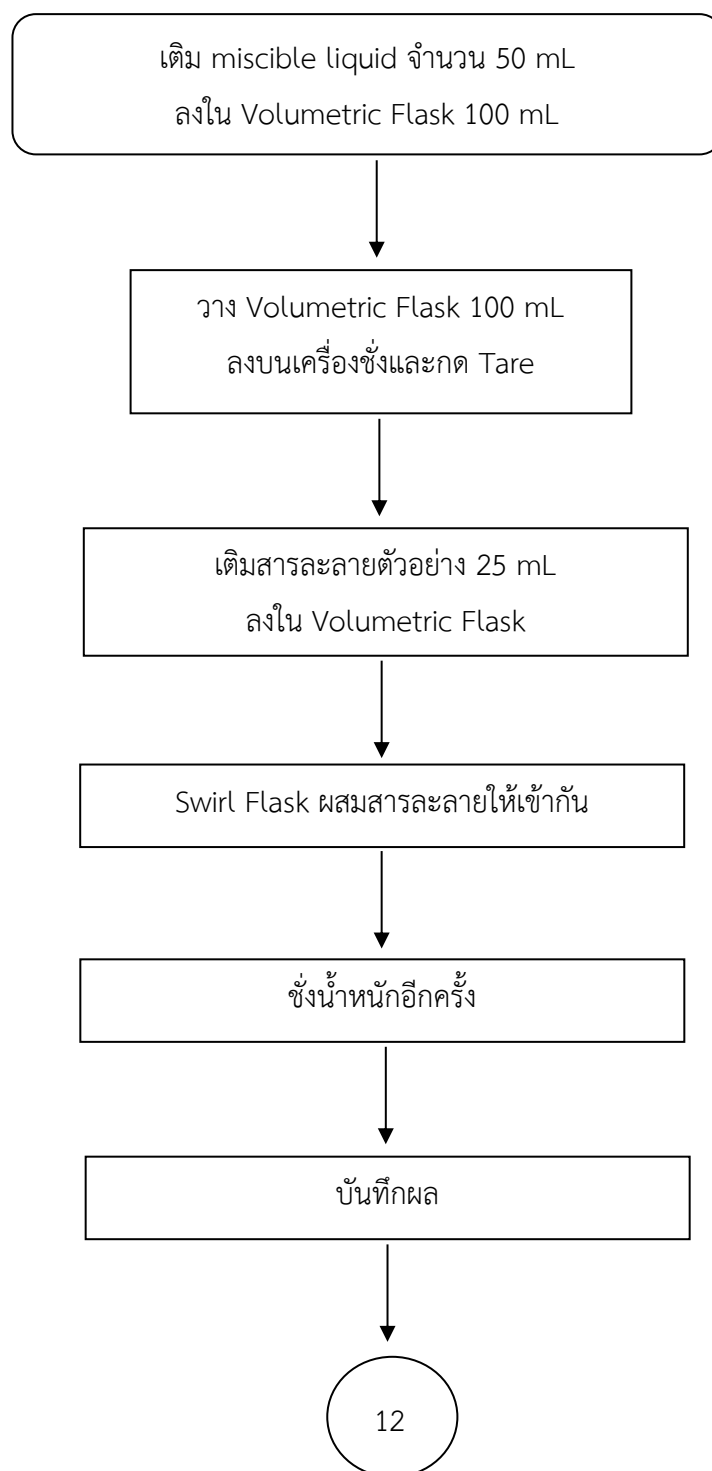 เติม miscible liquid จำนวน 50 mL
ลงใน Volumetric Flask 100 mL
วาง Volumetric Flask 100 mL
ลงบนเครื่องชั่งและกด Tare
เติมสารละลายตัวอย่าง 25 mL
ลงใน Volumetric Flask
Swirl Flask ผสมสารละลายให้เข้ากัน
ชั่งน้ำหนักอีกครั้ง
บันทึกผล
12